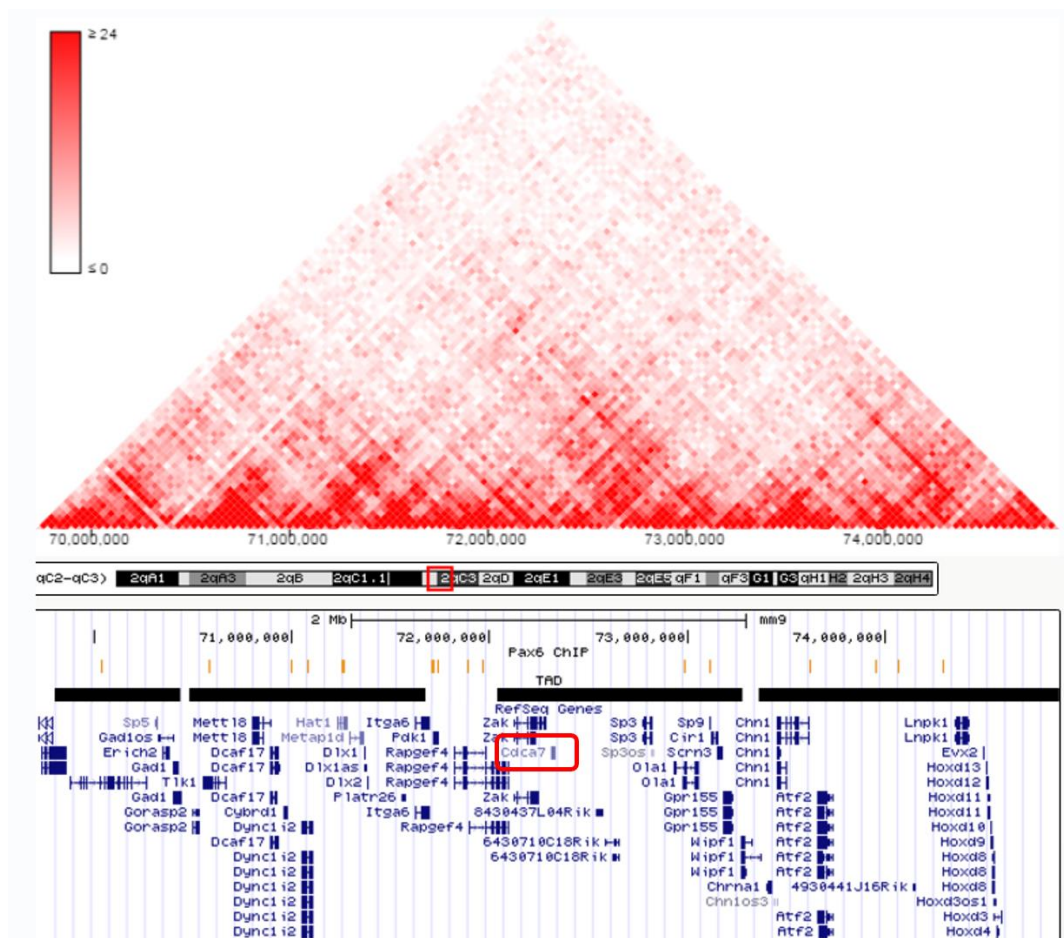 ≥ 24
≤ 0
70,000,000 71,000,000 72,000,000 73,000,000 74,000,000
qC2-qC3) 2qA1 2qA3 2qB 2qC1.1 2qC3 2qD 2qE1 2qE3 2qE5 qF1 qF3 G1 G3 qH1 H2 2qH3 2qH4
2 Mb mm9
71,000,000 72,000,000 73,000,000 74,000,000
Pax6 ChIP
TAD
RefSeq Genes
Sp5 Mettl8 Hat1 Itga6 Zak Sp3 Sp9 Chn1 Lnpk1
Gad1os Mettl8 Metap1d Pdk1 Zak Sp3 Cir1 Chn1 Lnpk1
Erich2 Dcaf17 Dlx1 Rapgef4 Cdca7 Sp3os Scrn3 Chn1 Evx2
Gad1 Dcaf17 Dlx1as Rapgef4 Ola1 Chn1 Hoxd13
Tlk1 Dlx2 Rapgef4 Ola1 Chn1 Hoxd12
Gad1 Dcaf17 Platr26 Zak Gpr155 Atf2 Hoxd11
Gorasp2 Cybrd1 Itga6 8430437L04Rik Gpr155 Atf2 Hoxd11
Gorasp2 Dync1i2 Rapgef4 Gpr155 Atf2 Hoxd10
Dcaf17 6430710C18Rik Wipf1 Atf2 Hoxd9
Dync1i2 6430710C18Rik Wipf1 Atf2 Hoxd8
Dync1i2 Wipf1 Atf2 Hoxd8
Dync1i2 Chrna1 4930441J16Rik Hoxd8
Dync1i2 Chn1os3 Hoxd3os1
Dync1i2 Atf2 Hoxd3
Dync1i2 Atf2 Hoxd4